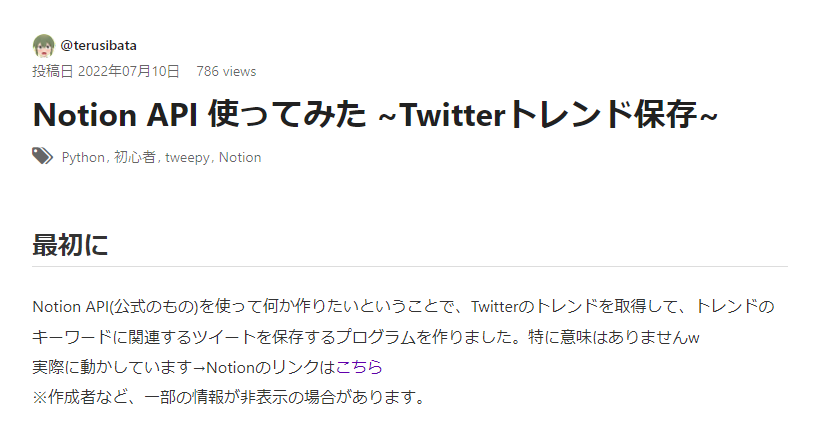 @terusibata
投稿日 2022年07月10日 786 views
Notion API 使ってみた ~Twitterトレンド保存~
Python, 初心者, tweepy, Notion
最初に
Notion API(公式のもの)を使って何か作りたいということで、Twitterのトレンドを取得して、トレンドの
キーワードに関連するツイートを保存するプログラムを作りました。特に意味はありませんw
実際に動かしています→Notionのリンクはこちら
※作成者など、一部の情報が非表示の場合があります。